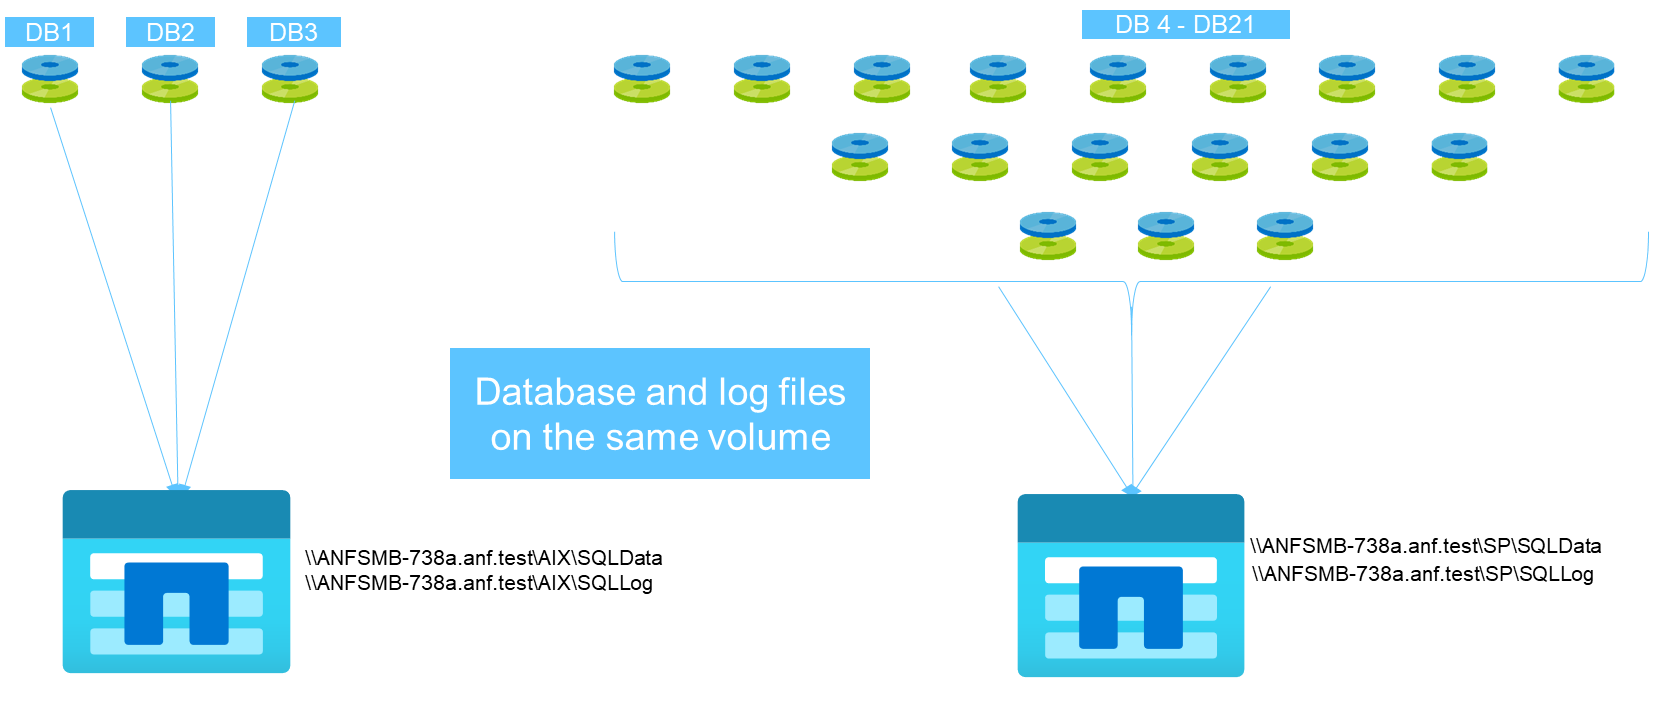 DB1
DB2
DB3
DB 4 - DB21
Database and log files
on the same volume
\\ANFSMB-738a.anf.test\AIX\SQLData
\\ANFSMB-738a.anf.test\AIX\SQLLog
\\ANFSMB-738a.anf.test\SP\SQLData
\\ANFSMB-738a.anf.test\SP\SQLLog